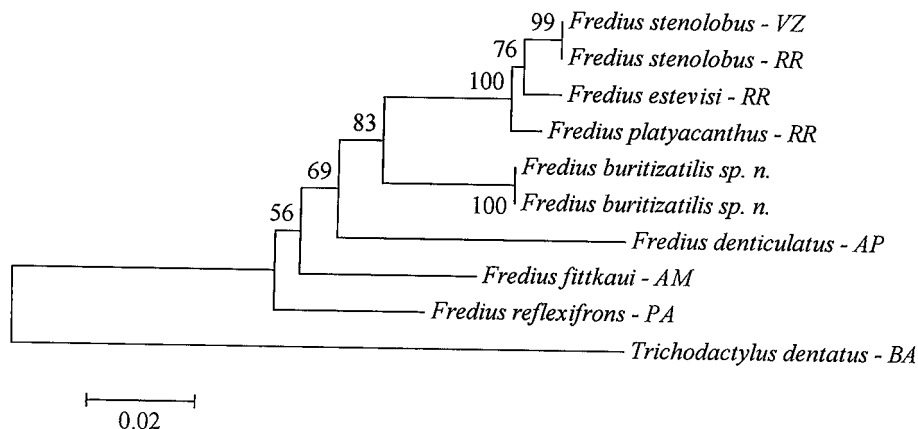 99 Fredius stenolobus - VZ
76 Fredius stenolobus - RR
100 Fredius estevisi - RR
83 Fredius platyacanthus - RR
69 Fredius buritizatilis sp. n.
100 Fredius buritizatilis sp. n.
56 Fredius denticulatus - AP
Fredius fittkaui - AM
Fredius reflexifrons - PA
Trichodactylus dentatus - BA
0.02